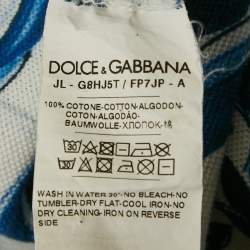 DOLCE & GABBANA
JL - G8HJ5T / FP7JP - A
100% COTONE-COTTON-ALGODON-
COTON-ALGODÃO-
BAUMWOLLE-ХЛОПОК-棉
WASH IN WATER 30°-NO BLEACH-NO
TUMBLER-DRY FLAT-COOL IRON-NO
DRY CLEAN-IRON ON REVERSE
SIDE